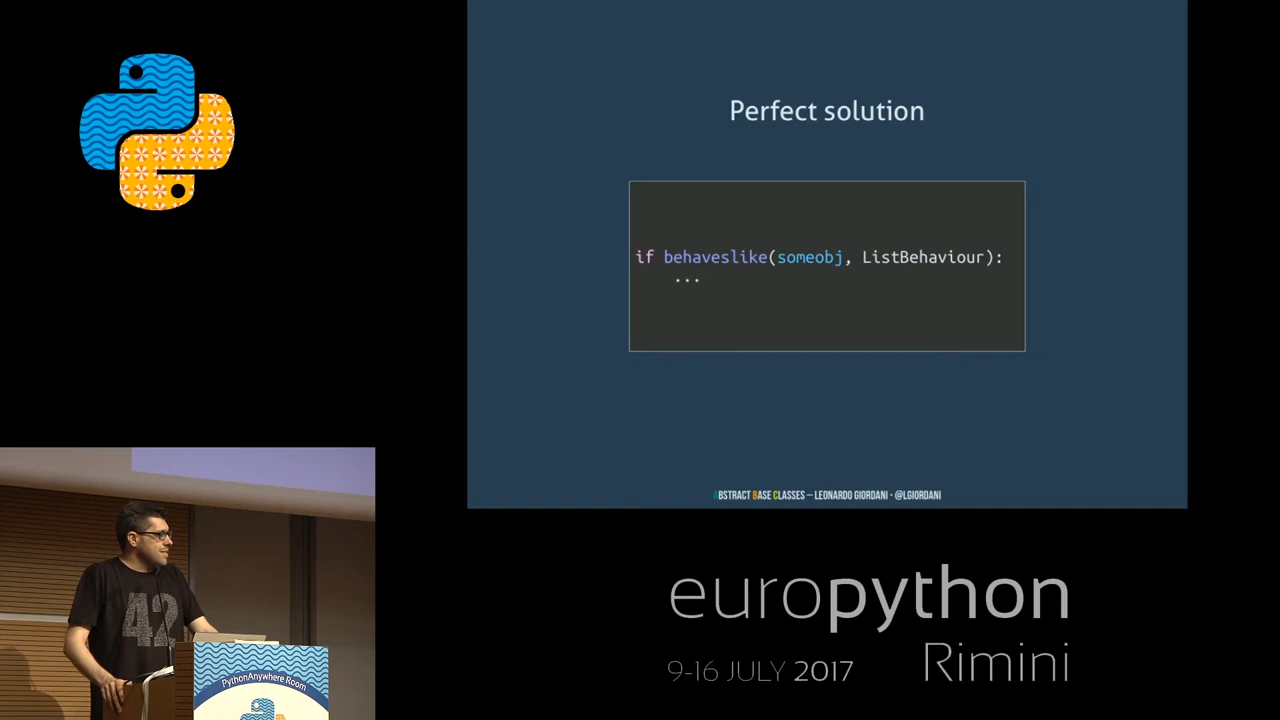 Perfect solution
if behaveslike(someobj, ListBehaviour):
...
ABSTRACT BASE CLASSES – LEONARDO GIORDANI - @LGIORDANI
42
PythonAnywhere Room
europython
Rimini
9-16 JULY 2017